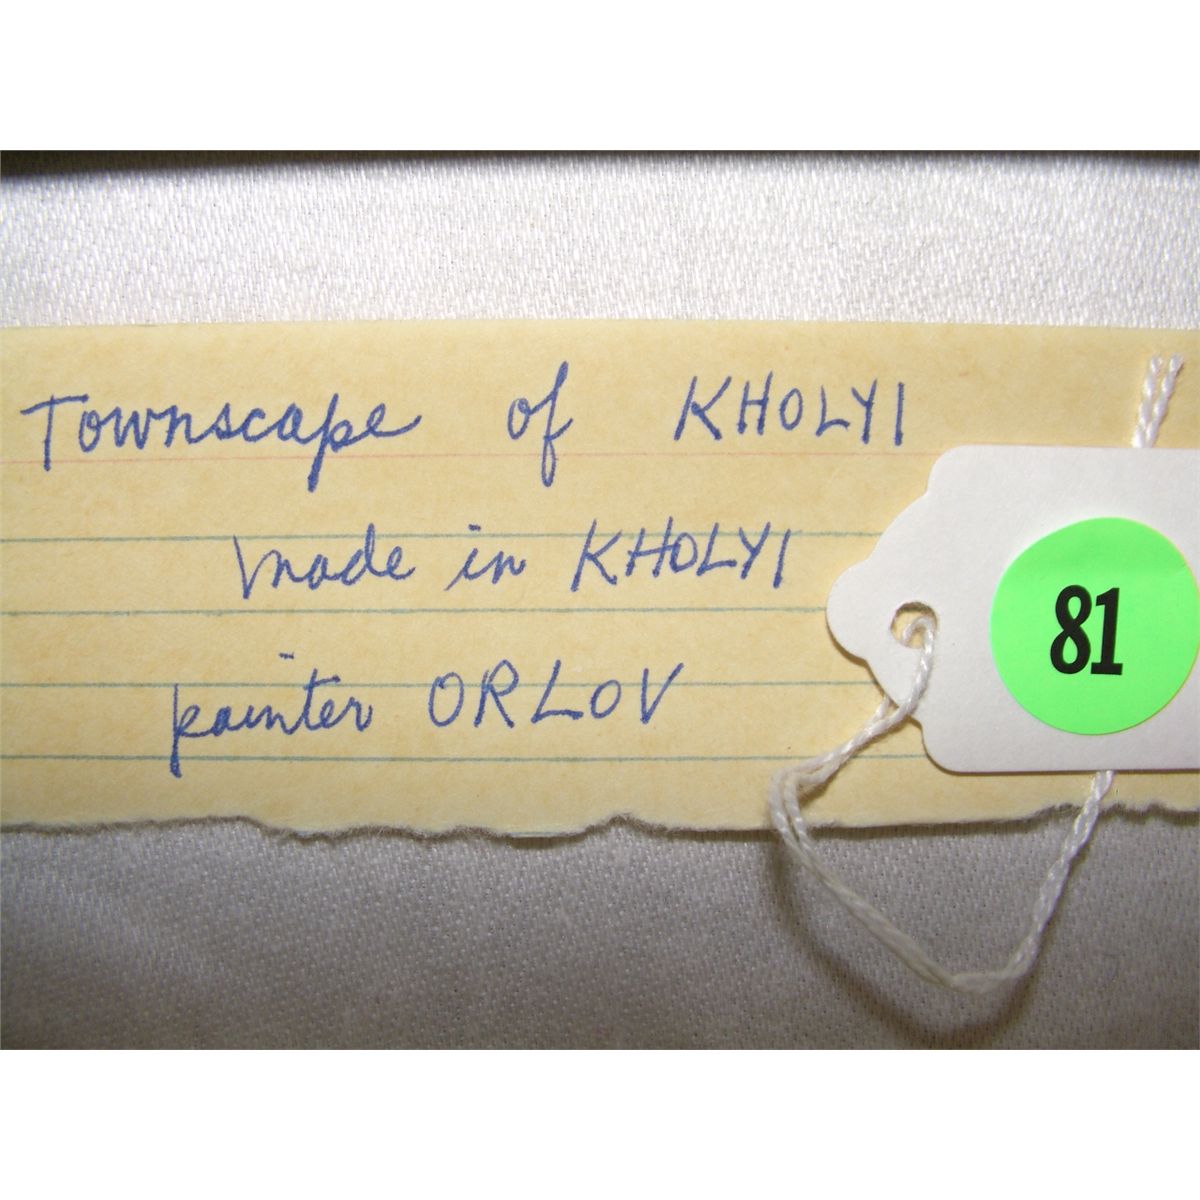 Townscape of KHOLYI
made in KHOLYI
painter ORLOV
81